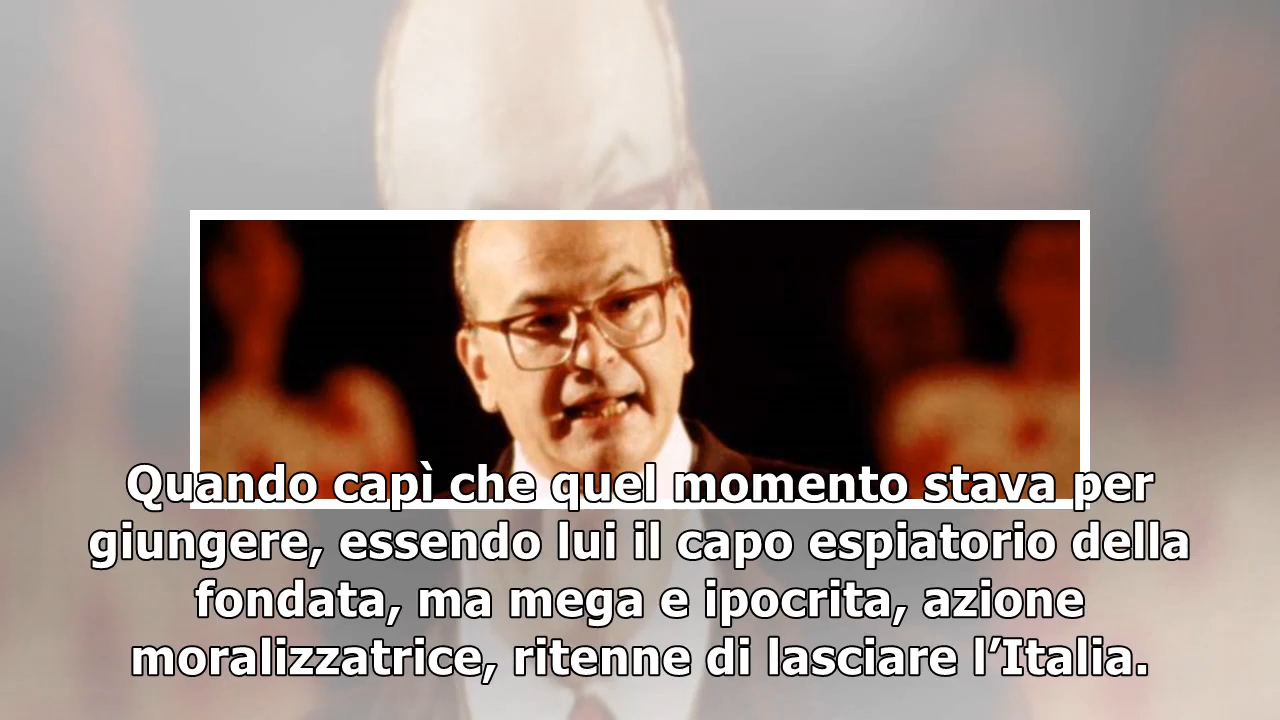 Quando capì che quel momento stava per
giungere, essendo lui il capo espiatorio della
fondata, ma mega e ipocrita, azione
moralizzatrice, ritenne di lasciare l’Italia.